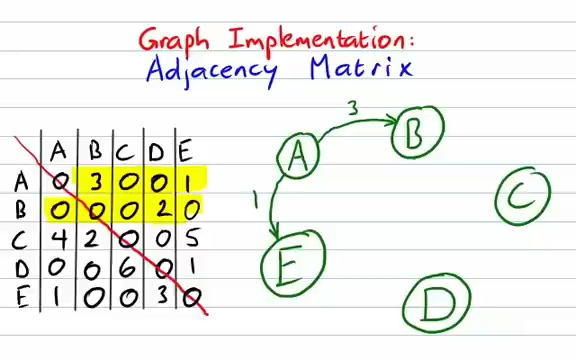 Graph Implementation:
Adjacency Matrix
A B C D E
A 0 3 0 0 1
B 0 0 0 2 0
C 4 2 0 0 5
D 0 0 6 0 1
E 1 0 0 3 0
3
A
B
1
C
E
D